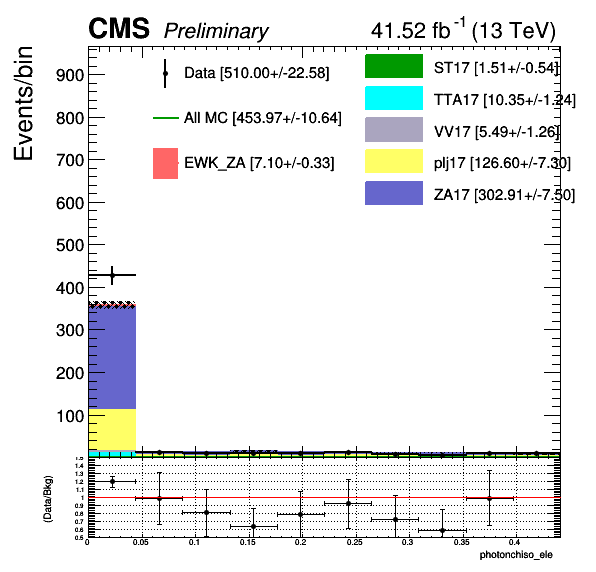 CMS Preliminary 41.52 fb⁻¹ (13 TeV)
Events/bin
Data [510.00+/-22.58]
All MC [453.97+/-10.64]
EWK_ZA [7.10+/-0.33]
ST17 [1.51+/-0.54]
TTA17 [10.35+/-1.24]
VV17 [5.49+/-1.26]
plj17 [126.60+/-7.30]
ZA17 [302.91+/-7.50]
900
800
700
600
500
400
300
200
100
(Data/Bkg)
1.5
1.4
1.3
1.2
1.1
1
0.9
0.8
0.7
0.6
0.5
0 0.05 0.1 0.15 0.2 0.25 0.3 0.35 0.4
photonchiso_ele